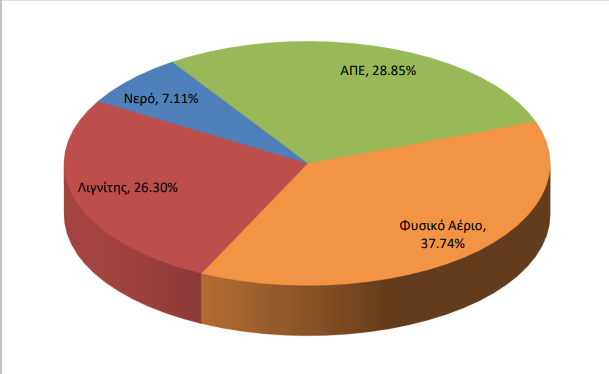 ΑΠΕ, 28.85%
Νερό, 7.11%
Λιγνίτης, 26.30%
Φυσικό Αέριο,
37.74%